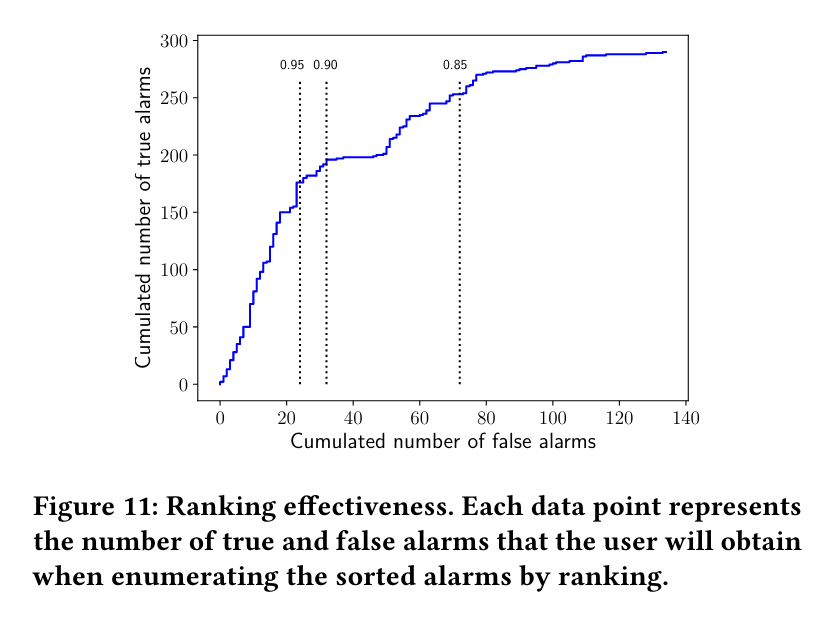 300
250
200
150
100
50
0
0.95 0.90 0.85
Cumulated number of true alarms
0 20 40 60 80 100 120 140
Cumulated number of false alarms
Figure 11: Ranking effectiveness. Each data point represents
the number of true and false alarms that the user will obtain
when enumerating the sorted alarms by ranking.